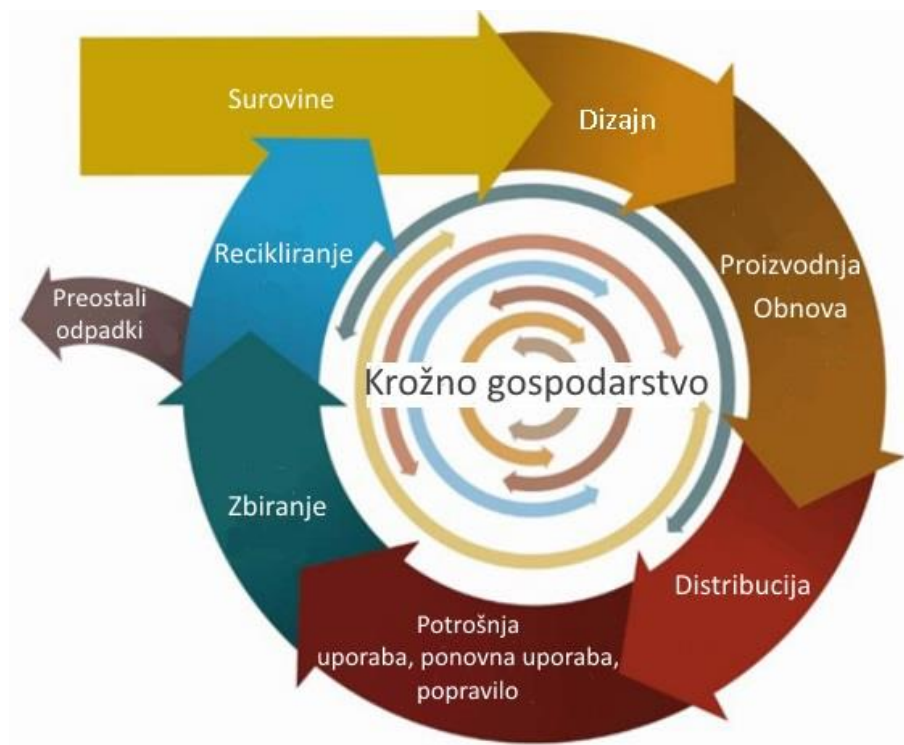 Surovine
Dizajn
Proizvodnja
Obnova
Distribucija
Potrošnja
uporaba, ponovna uporaba,
popravilo
Zbiranje
Recikliranje
Preostali
odpadki
Krožno gospodarstvo